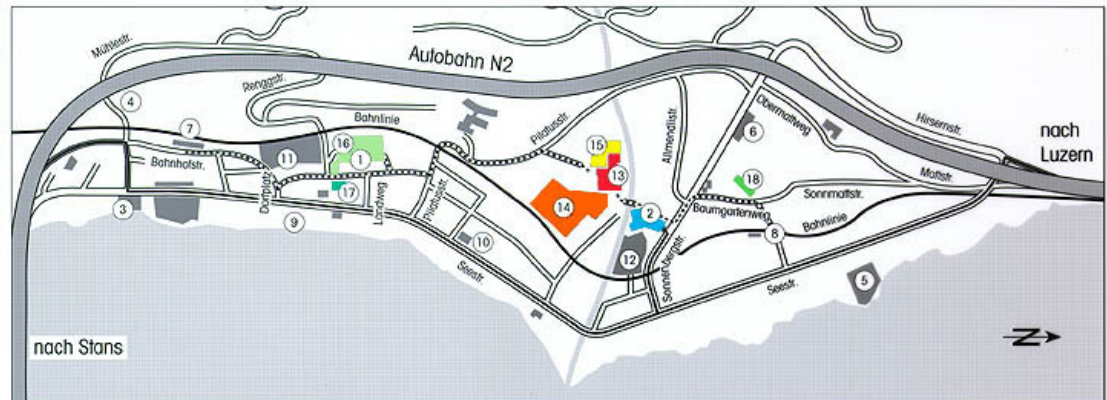 Mühlestr.
Autobahn N2
Renggstr.
Bahnlinie
Pilatusstr.
Allmendlistr.
Obermattweg
Hirsernstr.
nach
Luzern
4
7
16
15
6
Bahnhofstr.
11
1
13
18
Mattstr.
Dorfplatz
17
Landweg
Pilatusstr.
14
2
Baumgartenweg
Sonnmattstr.
3
9
10
12
Sonnenbergstr.
8
Bahnlinie
Seestr.
Seestr.
5
nach Stans
N